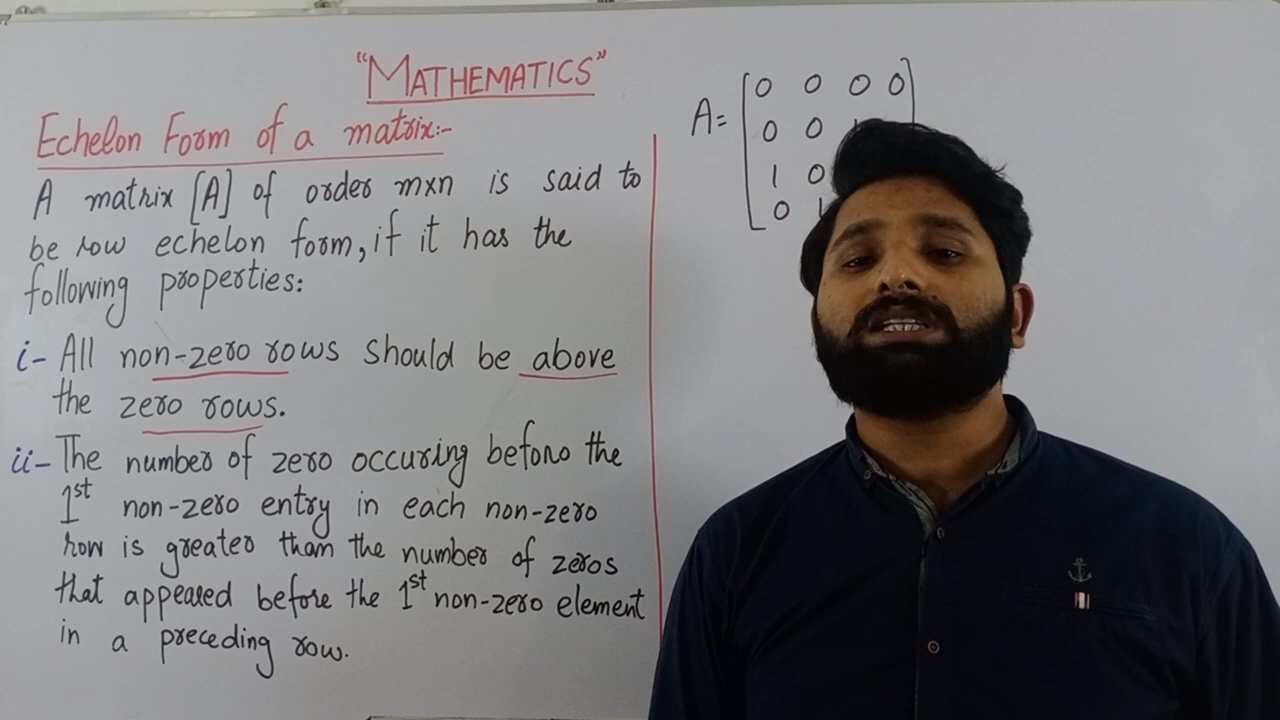 "MATHEMATICS"
Echelon Form of a matrix:-
A matrix [A] of order mxn is said to
be row echelon form, if it has the
following properties:
i- All non-zero rows should be above
the zero rows.
ii- The number of zero occuring before the
1st non-zero entry in each non-zero
row is greater than the number of zeros
that appeared before the 1st non-zero element
in a preceding row.
A= [0 0 0 0]
0 0
1 0
0